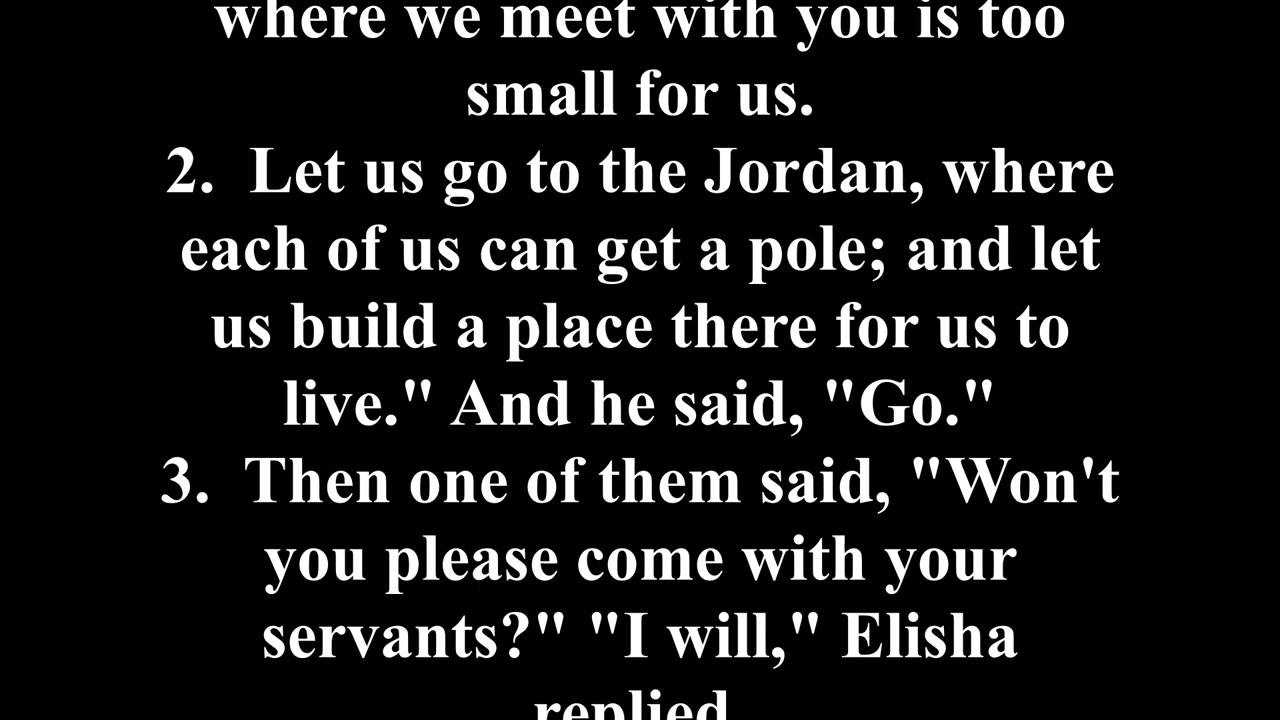 where we meet with you is too
small for us.
2. Let us go to the Jordan, where
each of us can get a pole; and let
us build a place there for us to
live." And he said, "Go."
3. Then one of them said, "Won't
you please come with your
servants?" "I will," Elisha
replied